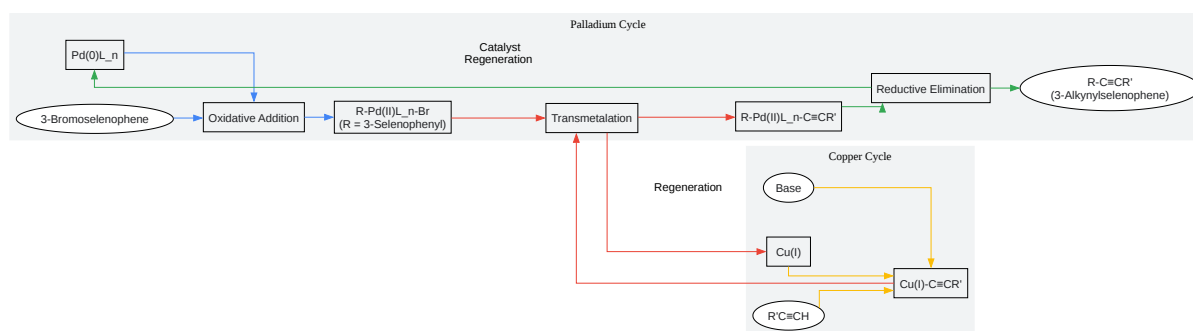 Palladium Cycle
Pd(0)L_n
Catalyst
Regeneration
3-Bromoselenophene
Oxidative Addition
R-Pd(II)L_n-Br
(R = 3-Selenophenyl)
Transmetalation
R-Pd(II)L_n-C≡CR'
Reductive Elimination
R-C≡CR'
(3-Alkynylselenophene)
Copper Cycle
Regeneration
Base
Cu(I)
Cu(I)-C≡CR'
R'C≡CH